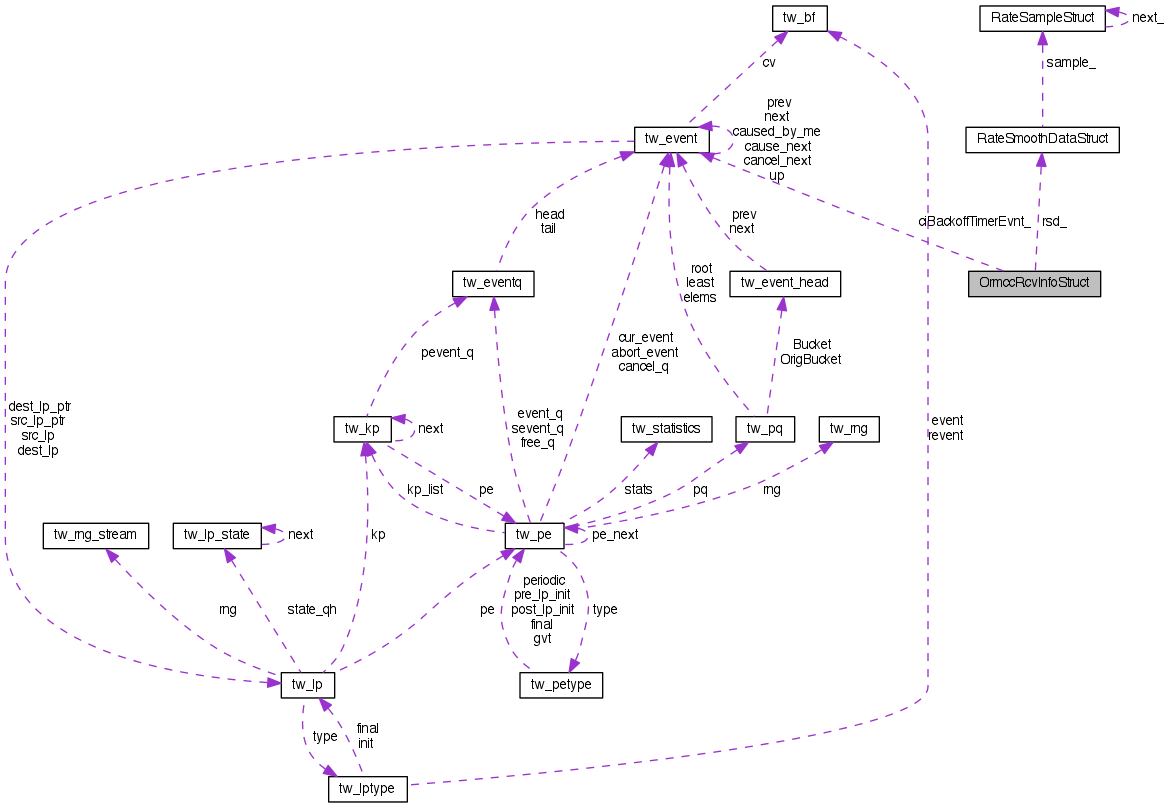 tw_bf
RateSampleStruct
next_
cv
sample_
prev
next
caused_by_me
cause_next
cancel_next
up
tw_event
RateSmoothDataStruct
head
tail
prev
next
ciBackoffTimerEvnt_
rsd_
root
least
elems
tw_eventq
tw_event_head
OrmccRcvInfoStruct
cur_event
abort_event
cancel_q
Bucket
OrigBucket
pevent_q
dest_lp_ptr
src_lp_ptr
src_lp
dest_lp
event_q
sevent_q
free_q
event
revent
tw_kp
next
tw_statistics
tw_pq
tw_rng
kp_list
pe
stats
pq
rng
tw_rng_stream
tw_lp_state
next
kp
tw_pe
pe_next
rng
state_qh
pe
periodic
pre_lp_init
post_lp_init
final
gvt
type
tw_lp
tw_petype
type
final
init
tw_lptype